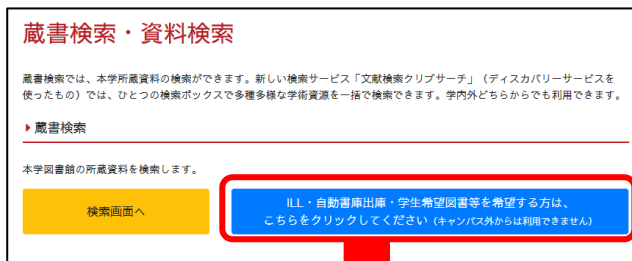 蔵書検索・資料検索
蔵書検索では、本学所蔵資料の検索ができます。新しい検索サービス「文献検索クリプサーチ」（ディスカバリーサービスを
使ったもの）では、ひとつの検索ボックスで多種多様な学術資源を一括で検索できます。学内外どちらからでも利用できます。
蔵書検索
本学図書館の所蔵資料を検索します。
検索画面へ
ILL・自動書庫出庫・学生希望図書等を希望する方は、
こちらをクリックしてください（キャンパス外からは利用できません）